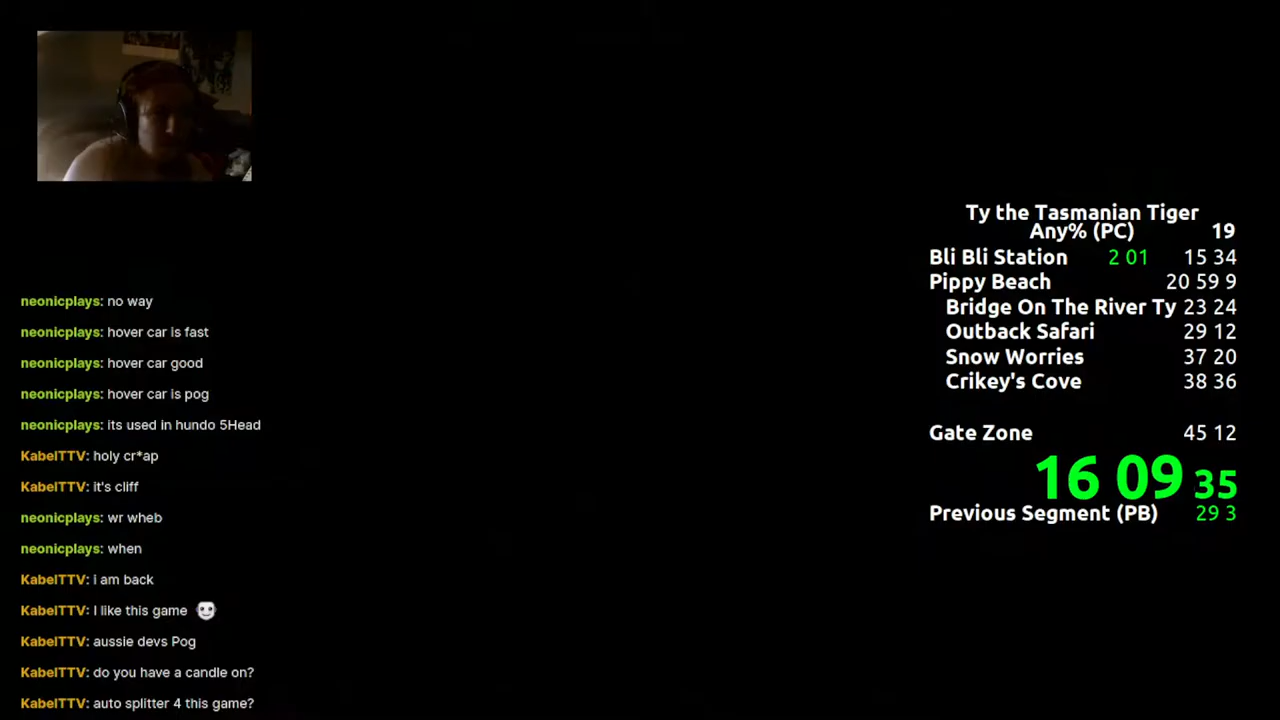 neonicplays: no way
neonicplays: hover car is fast
neonicplays: hover car good
neonicplays: hover car is pog
neonicplays: its used in hundo 5Head
KabelTTV: holy cr*ap
KabelTTV: it's cliff
neonicplays: wr wheb
neonicplays: when
KabelTTV: i am back
KabelTTV: I like this game
KabelTTV: aussie devs Pog
KabelTTV: do you have a candle on?
KabelTTV: auto splitter 4 this game?
Ty the Tasmanian Tiger
Any% (PC) 19
Bli Bli Station 2 01 15 34
Pippy Beach 20 59 9
Bridge On The River Ty 23 24
Outback Safari 29 12
Snow Worries 37 20
Crikey's Cove 38 36
Gate Zone 45 12
16 09 35
Previous Segment (PB) 29 3